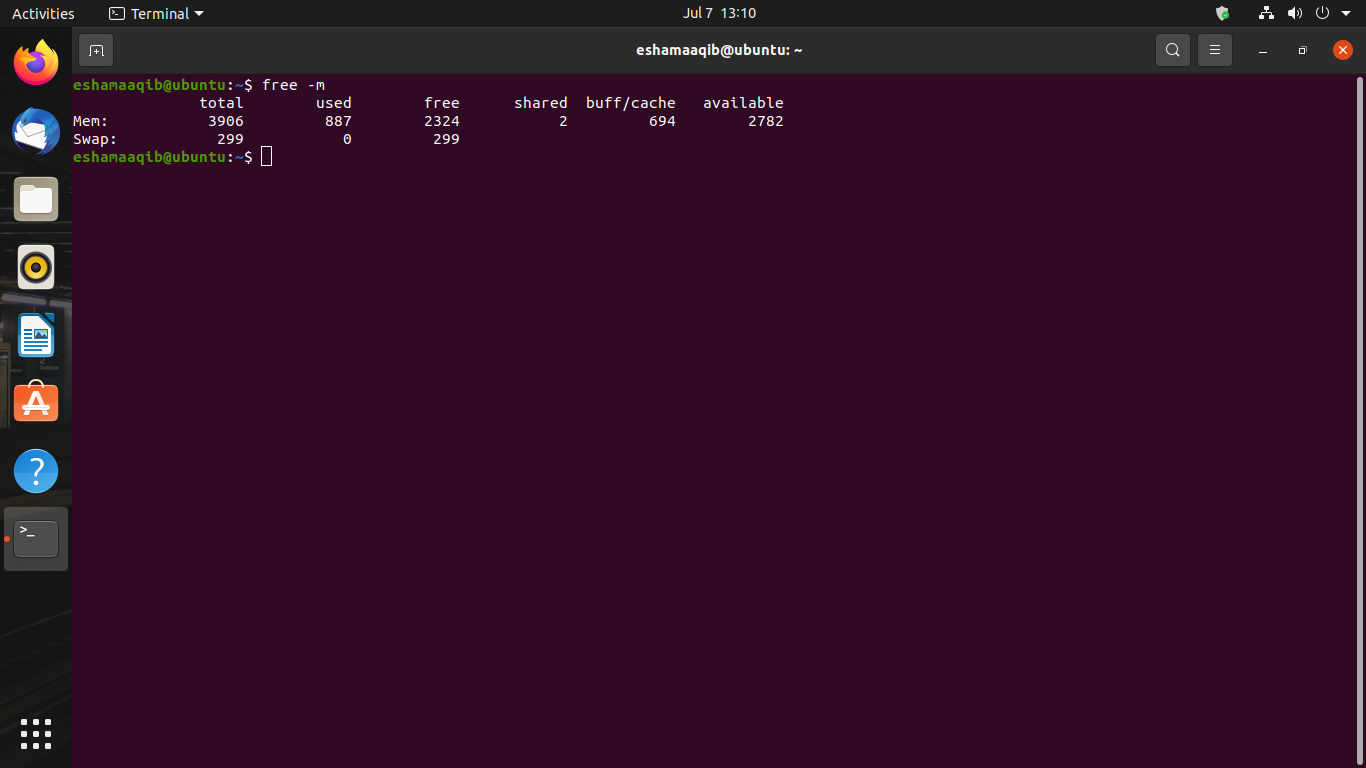 Activities Terminal Jul 7 13:10
eshamaaqib@ubuntu: ~
eshamaaqib@ubuntu:~$ free -m
              total        used        free      shared  buff/cache   available
Mem:           3906         887        2324           2         694        2782
Swap:           299           0         299
eshamaaqib@ubuntu:~$